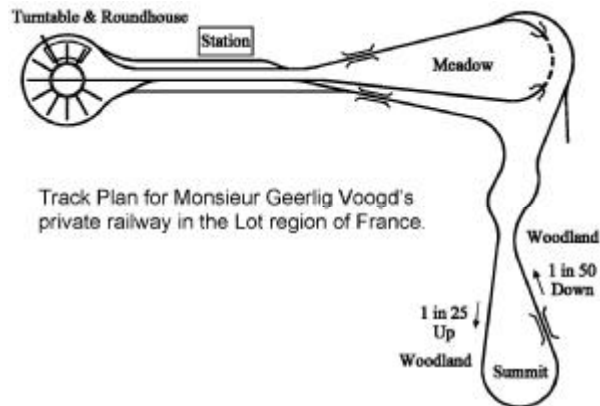 Turntable & Roundhouse
Station
Meadow
Track Plan for Monsieur Geerlig Voogd's
private railway in the Lot region of France.
Woodland
1 in 50
Down
1 in 25
Up
Woodland
Summit